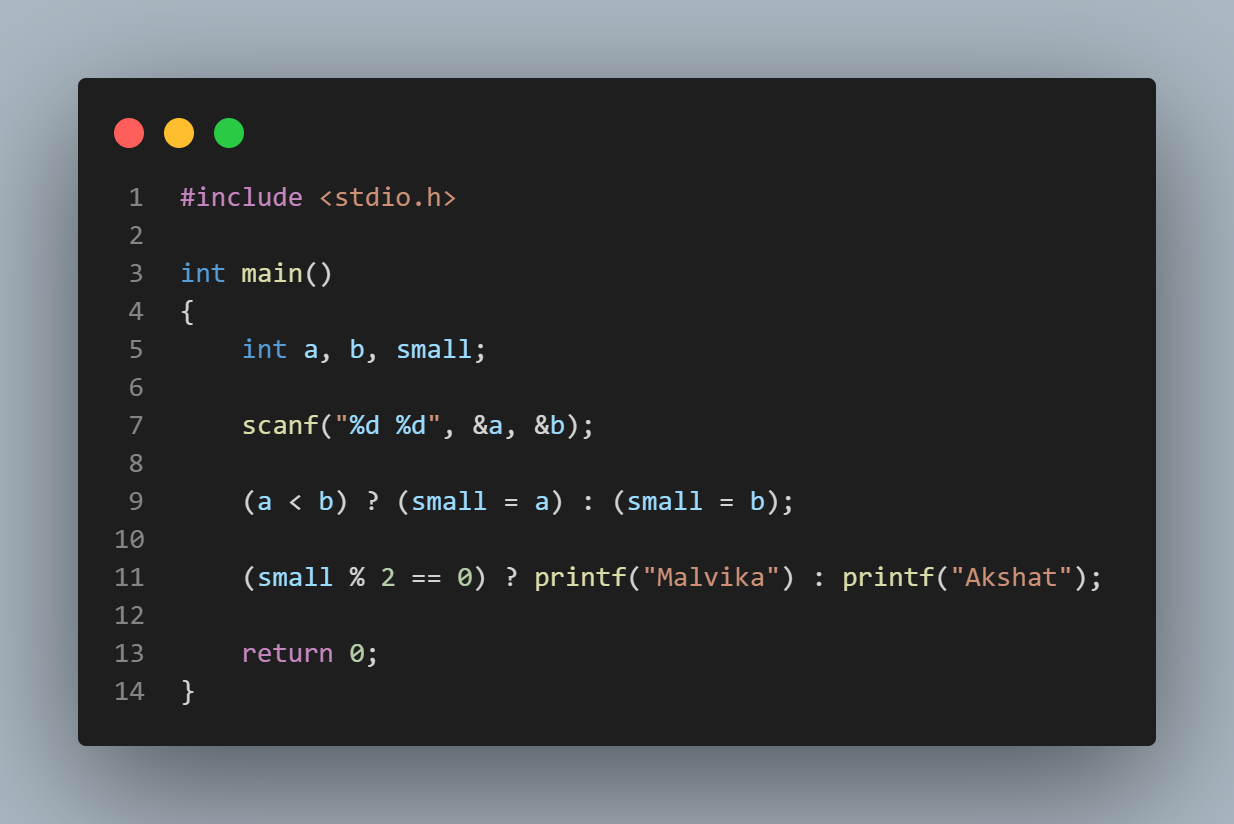 1 #include <stdio.h>
2
3 int main()
4 {
5     int a, b, small;
6
7     scanf("%d %d", &a, &b);
8
9     (a < b) ? (small = a) : (small = b);
10
11     (small % 2 == 0) ? printf("Malvika") : printf("Akshat");
12
13     return 0;
14 }